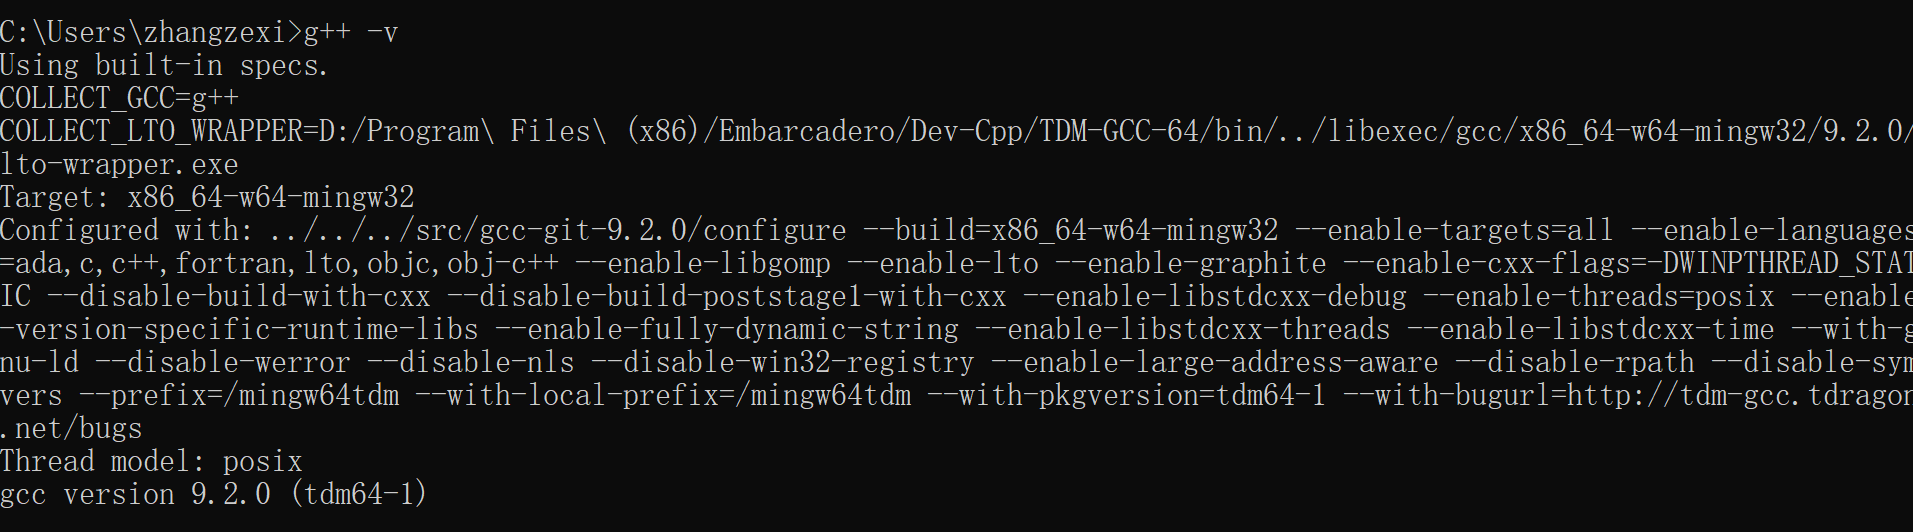 C:\Users\zhangzexi>g++ -v
Using built-in specs.
COLLECT_GCC=g++
COLLECT_LTO_WRAPPER=D:/Program\ Files\ (x86)/Embarcadero/Dev-Cpp/TDM-GCC-64/bin/../libexec/gcc/x86_64-w64-mingw32/9.2.0/
lto-wrapper.exe
Target: x86_64-w64-mingw32
Configured with: ../../../src/gcc-git-9.2.0/configure --build=x86_64-w64-mingw32 --enable-targets=all --enable-languages
=ada,c,c++,fortran,lto,objc,obj-c++ --enable-libgomp --enable-lto --enable-graphite --enable-cxx-flags=-DWINPTHREAD_STAT
IC --disable-build-with-cxx --disable-build-poststage1-with-cxx --enable-libstdcxx-debug --enable-threads=posix --enable
-version-specific-runtime-libs --enable-fully-dynamic-string --enable-libstdcxx-threads --enable-libstdcxx-time --with-g
nu-ld --disable-werror --disable-nls --disable-win32-registry --enable-large-address-aware --disable-rpath --disable-sym
vers --prefix=/mingw64tdm --with-local-prefix=/mingw64tdm --with-pkgversion=tdm64-1 --with-bugurl=http://tdm-gcc.tdragon
.net/bugs
Thread model: posix
gcc version 9.2.0 (tdm64-1)